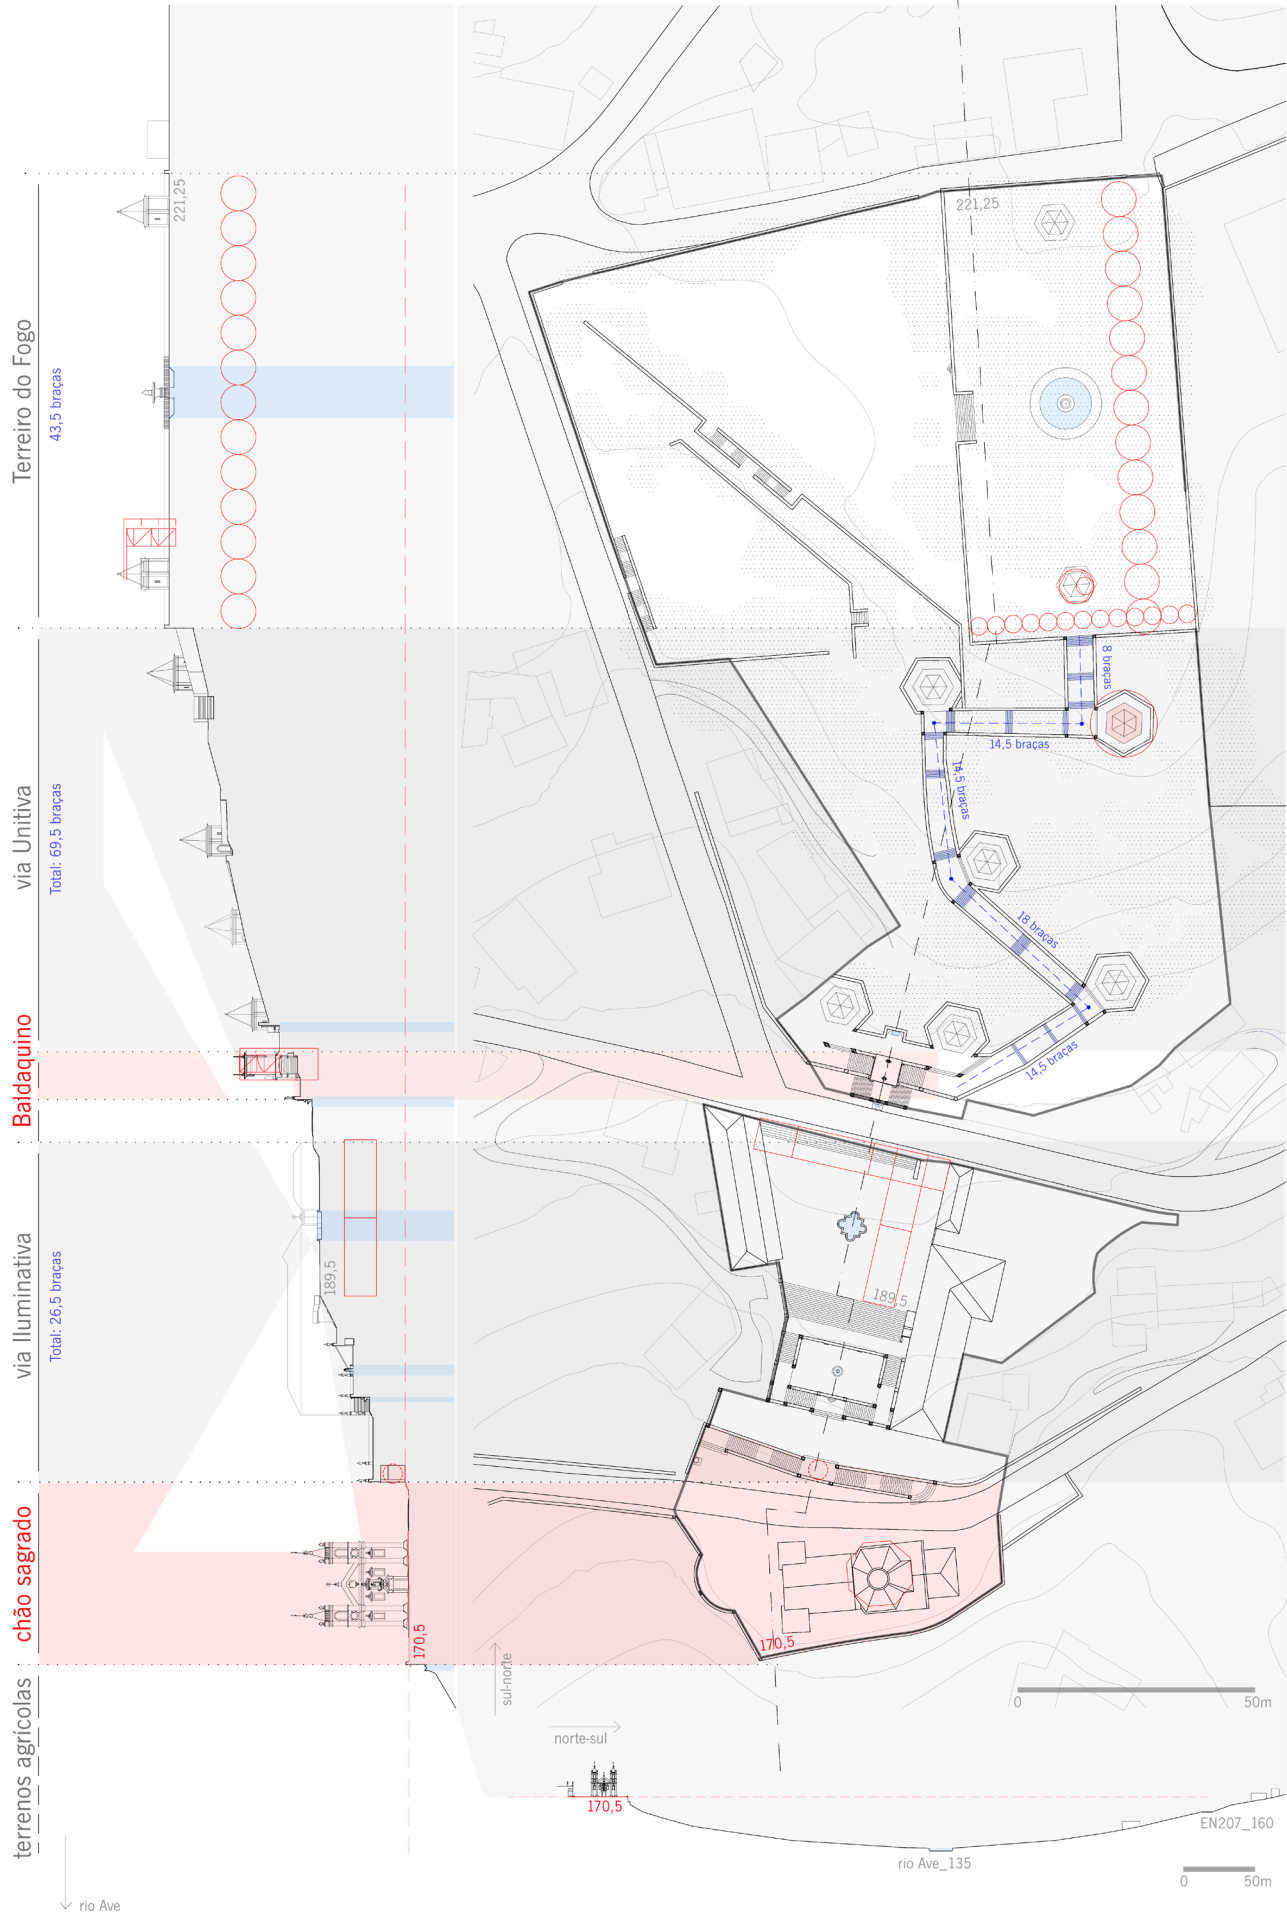 Terreiro do Fogo
43,5 braças
221,25
221,25
via Unitiva
Total: 69,5 braças
8 braças
14,5 braças
14,5 braças
18 braças
14,5 braças
Baldaquino
via Iluminativa
Total: 26,5 braças
189,5
189,5
chão sagrado
170,5
170,5
terrenos agrícolas
sul-norte
norte-sul
0 50m
170,5
EN207_160
rio Ave_135
0 50m
rio Ave